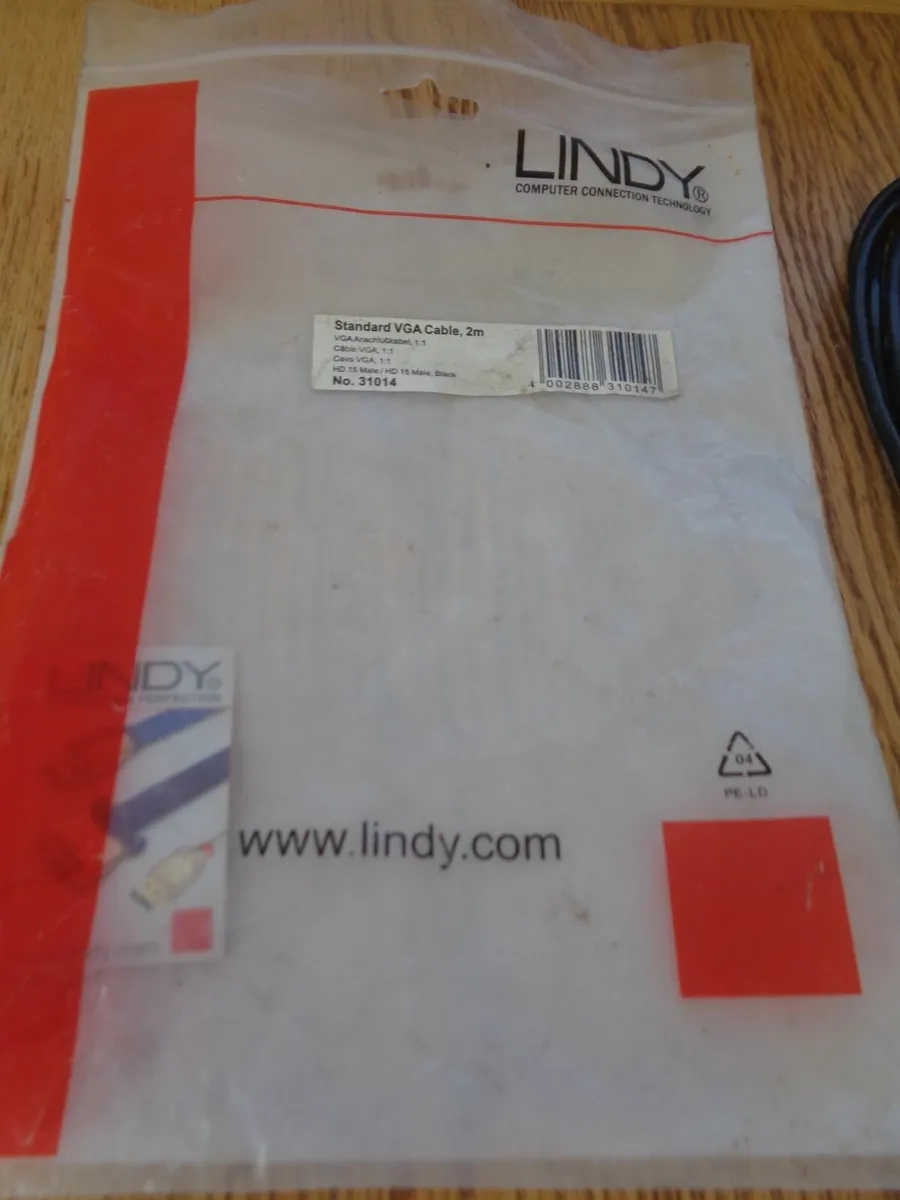 LINDY®
COMPUTER CONNECTION TECHNOLOGY
Standard VGA Cable, 2m
VGA Anschlußkabel, 1:1
Câble VGA, 1:1
Cavo VGA, 1:1
HD 15 Male / HD 15 Male, Black
No. 31014
4 002888 310147
LINDY®
04
PE-LD
www.lindy.com